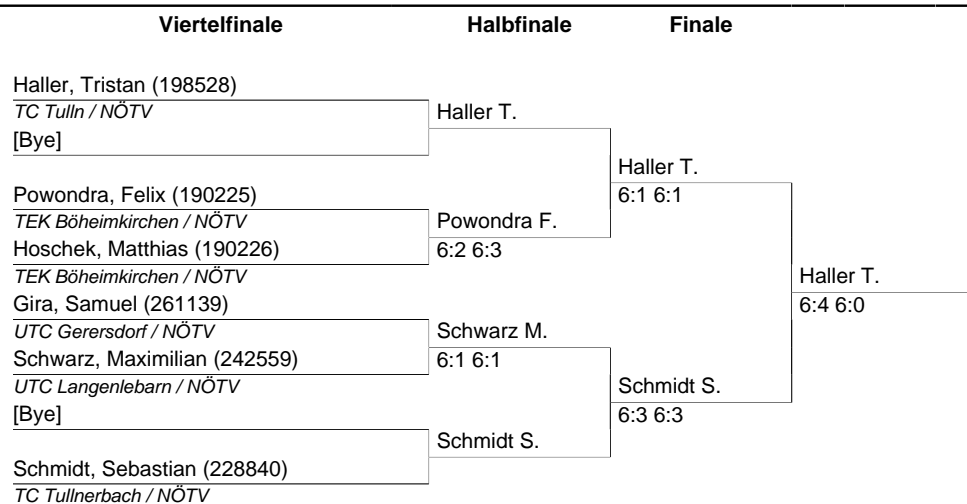 Viertelfinale Halbfinale Finale
Haller, Tristan (198528)
TC Tulln / NÖTV
Haller T.
[Bye]
Haller T.
Powondra, Felix (190225)
6:1 6:1
TEK Böheimkirchen / NÖTV
Powondra F.
Hoschek, Matthias (190226)
6:2 6:3
TEK Böheimkirchen / NÖTV
Haller T.
Gira, Samuel (261139)
6:4 6:0
UTC Gerersdorf / NÖTV
Schwarz M.
Schwarz, Maximilian (242559)
6:1 6:1
UTC Langenlebarn / NÖTV
Schmidt S.
[Bye]
6:3 6:3
Schmidt S.
Schmidt, Sebastian (228840)
TC Tullnerbach / NÖTV